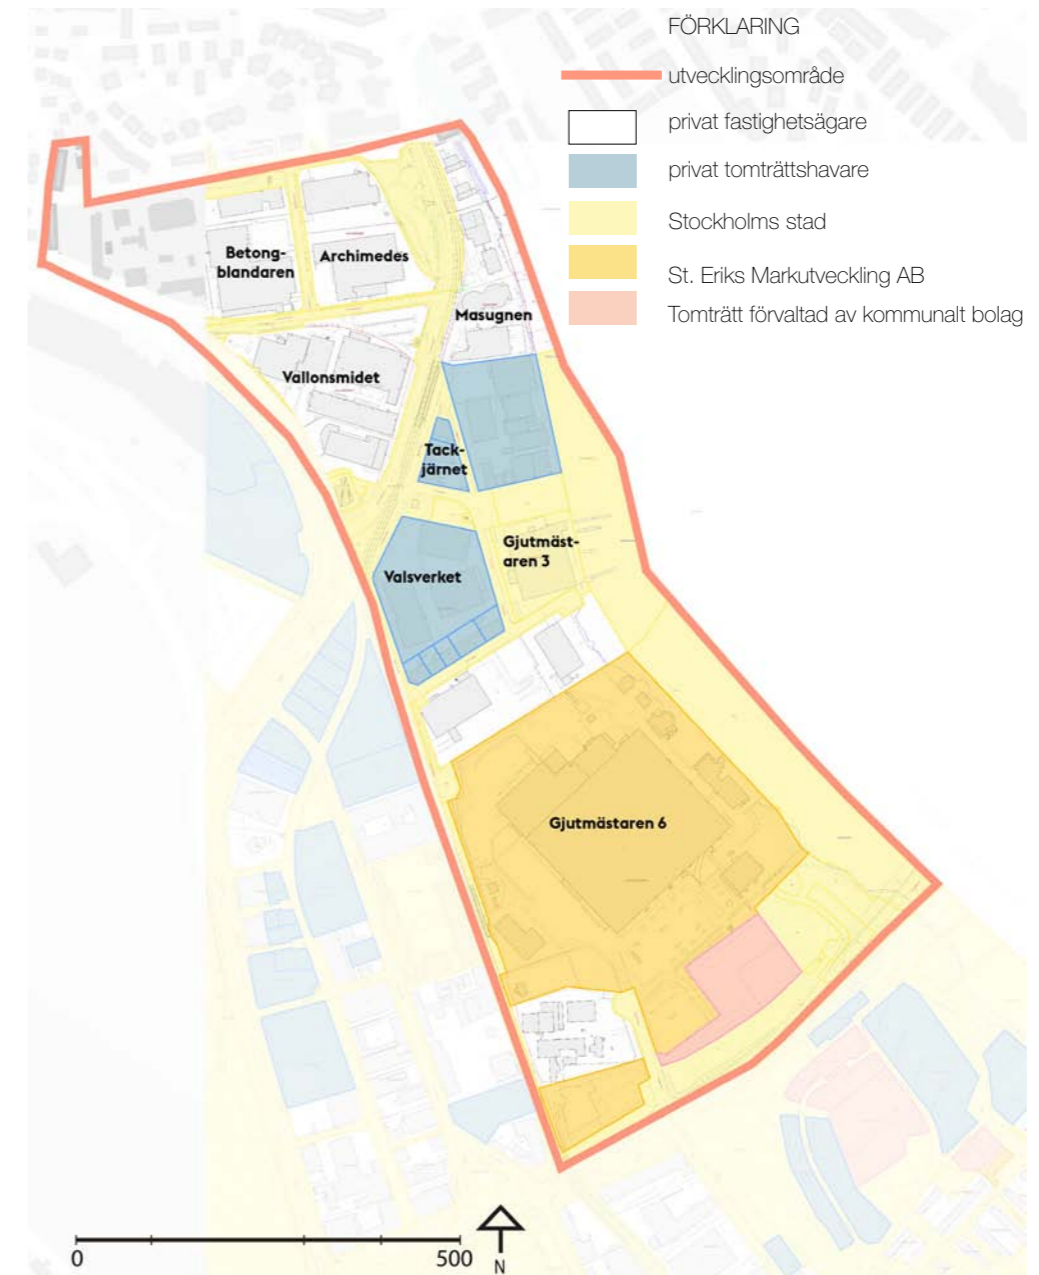 FÖRKLARING
utvecklingsområde
privat fastighetsägare
privat tomträttshavare
Stockholms stad
St. Eriks Markutveckling AB
Tomträtt förvaltad av kommunalt bolag
Betong-
blandaren
Archimedes
Masugnen
Vallonsmidet
Tack-
järnet
Gjutmäst-
aren 3
Valsverket
Gjutmästaren 6
0
500
N